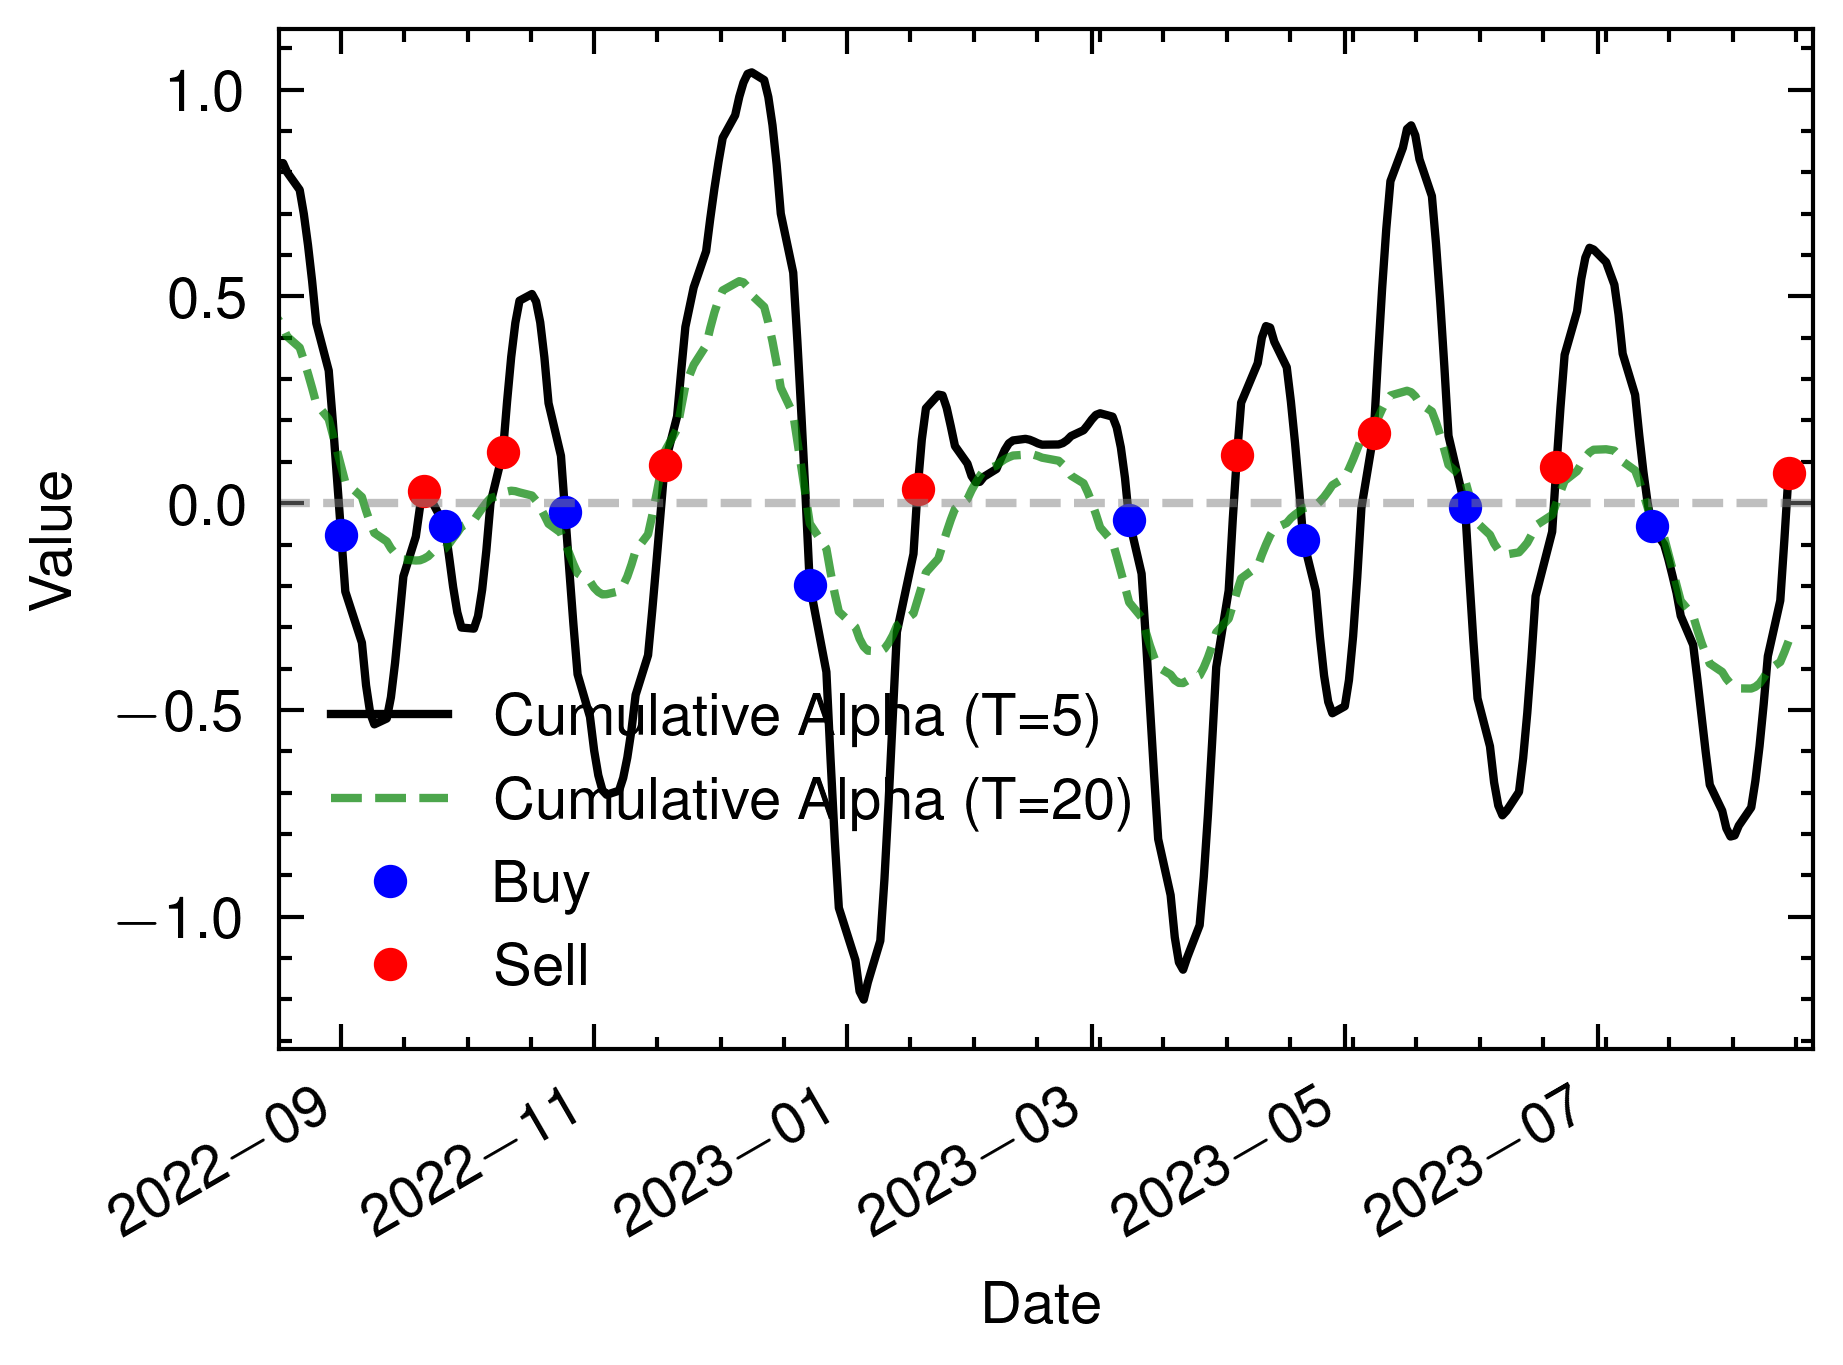 1.0
0.5
0.0
−0.5
−1.0
Value
Cumulative Alpha (T=5)
Cumulative Alpha (T=20)
Buy
Sell
2022−09
2022−11
2023−01
2023−03
2023−05
2023−07
Date